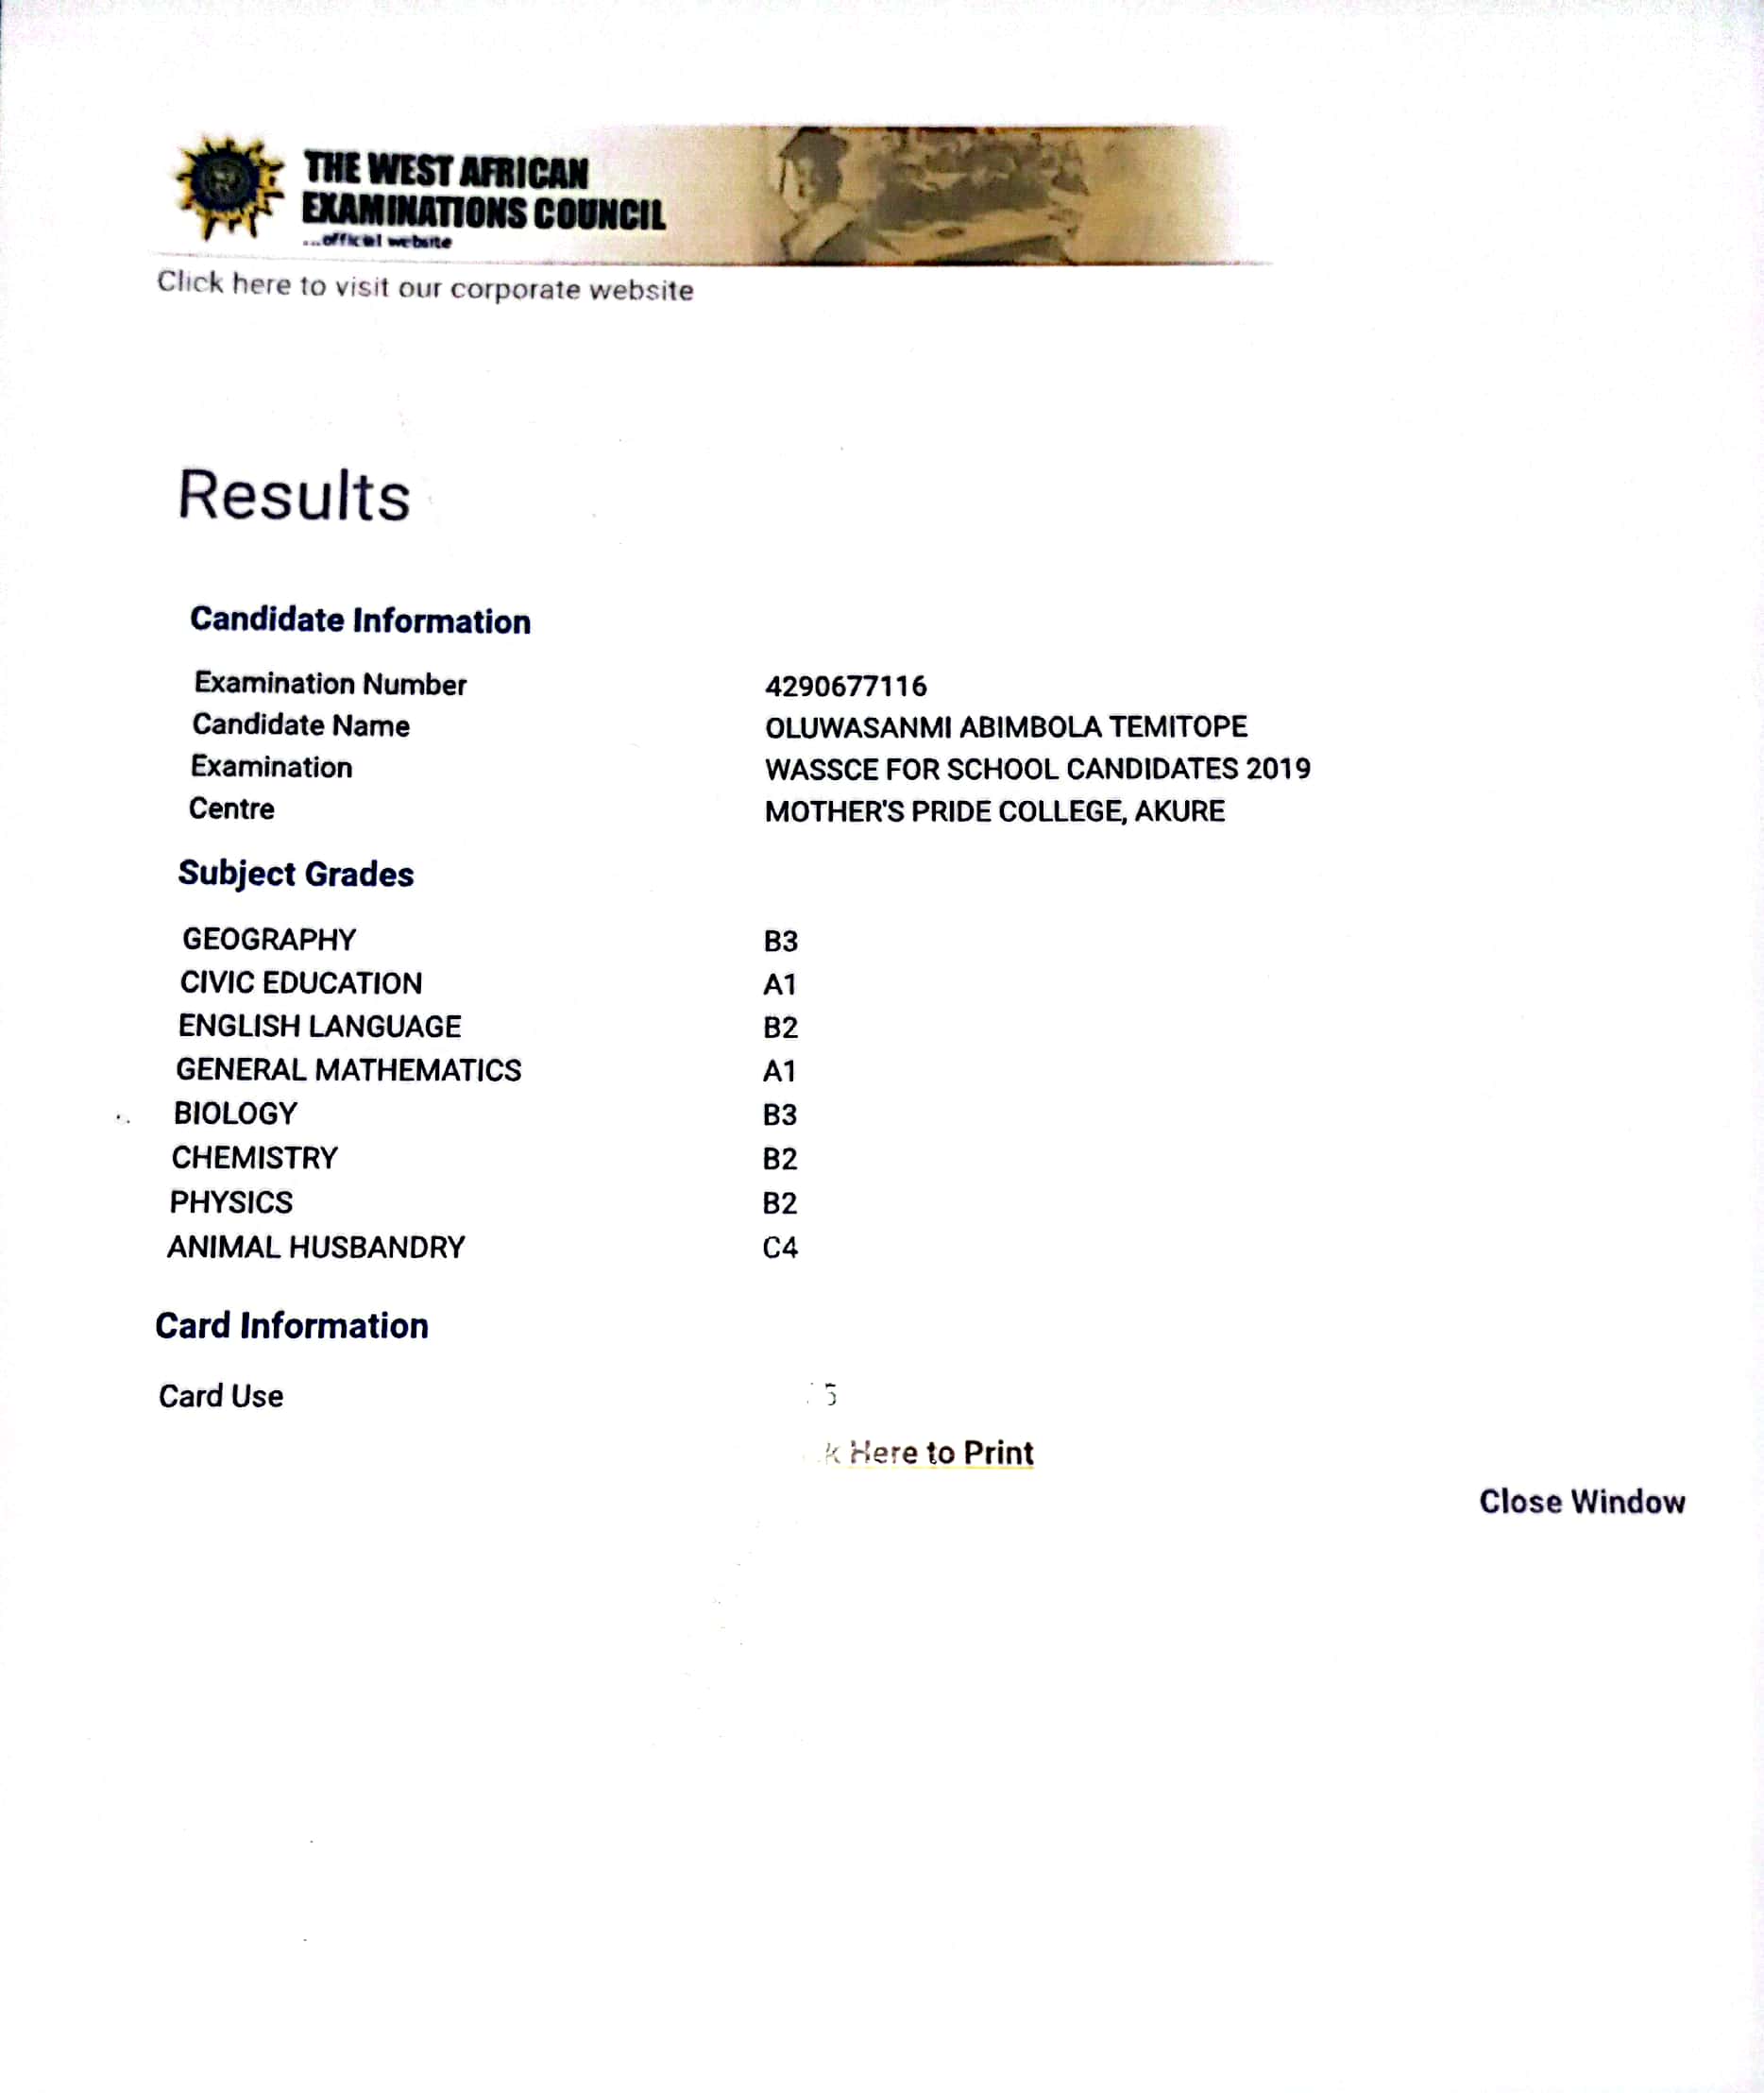 THE WEST AFRICAN
EXAMINATIONS COUNCIL
...official website
Click here to visit our corporate website
Results
Candidate Information
Examination Number 4290677116
Candidate Name OLUWASANMI ABIMBOLA TEMITOPE
Examination WASSCE FOR SCHOOL CANDIDATES 2019
Centre MOTHER'S PRIDE COLLEGE, AKURE
Subject Grades
GEOGRAPHY B3
CIVIC EDUCATION A1
ENGLISH LANGUAGE B2
GENERAL MATHEMATICS A1
BIOLOGY B3
CHEMISTRY B2
PHYSICS B2
ANIMAL HUSBANDRY C4
Card Information
Card Use
Here to Print
Close Window